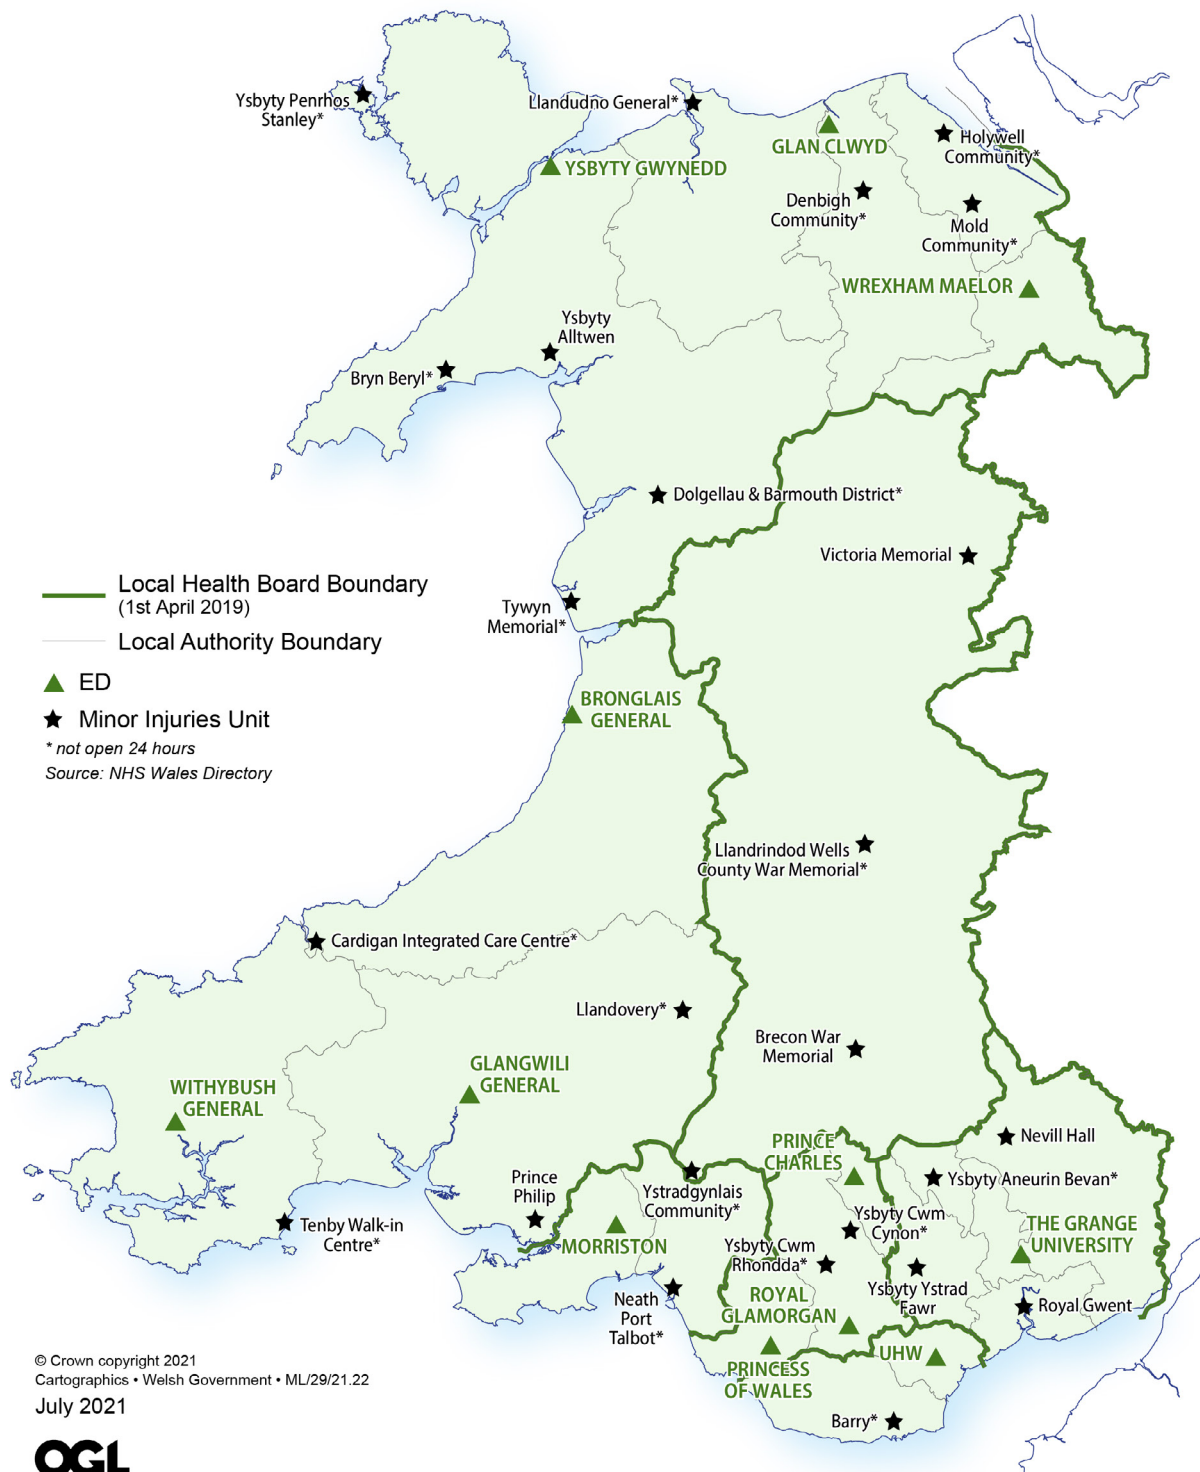 Ysbyty Penrhos
Stanley*
Llandudno General*
GLAN CLWYD
Holywell
Community*
YSBYTY GWYNEDD
Denbigh
Community*
Mold
Community*
WREXHAM MAELOR
Ysbyty
Alltwen
Bryn Beryl*
Dolgellau & Barmouth District*
Victoria Memorial
Local Health Board Boundary
(1st April 2019)
Local Authority Boundary
ED
Minor Injuries Unit
* not open 24 hours
Source: NHS Wales Directory
Tywyn
Memorial*
BRONGLAIS
GENERAL
Llandrindod Wells
County War Memorial*
Cardigan Integrated Care Centre*
Llandovery*
Brecon War
Memorial
GLANGWILI
GENERAL
WITHYBUSH
GENERAL
PRINCE
CHARLES
Nevill Hall
Prince
Philip
Ystradgynlais
Community*
Ysbyty Aneurin Bevan*
Tenby Walk-in
Centre*
MORRISTON
Ysbyty Cwm
Cynon*
THE GRANGE
UNIVERSITY
Ysbyty Cwm
Rhondda*
Ysbyty Ystrad
Fawr
Neath
Port
Talbot*
ROYAL
GLAMORGAN
Royal Gwent
PRINCESS
OF WALES
UHW
Barry*
© Crown copyright 2021
Cartographics • Welsh Government • ML/29/21.22
July 2021
OGL